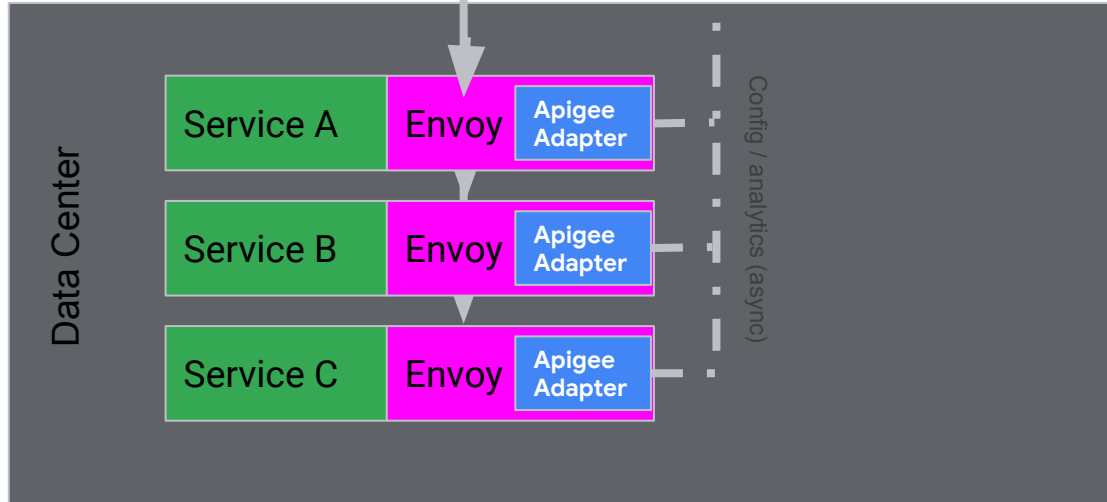 Data Center
Service A
Envoy
Apigee
Adapter
Service B
Envoy
Apigee
Adapter
Service C
Envoy
Apigee
Adapter
Config / analytics (async)